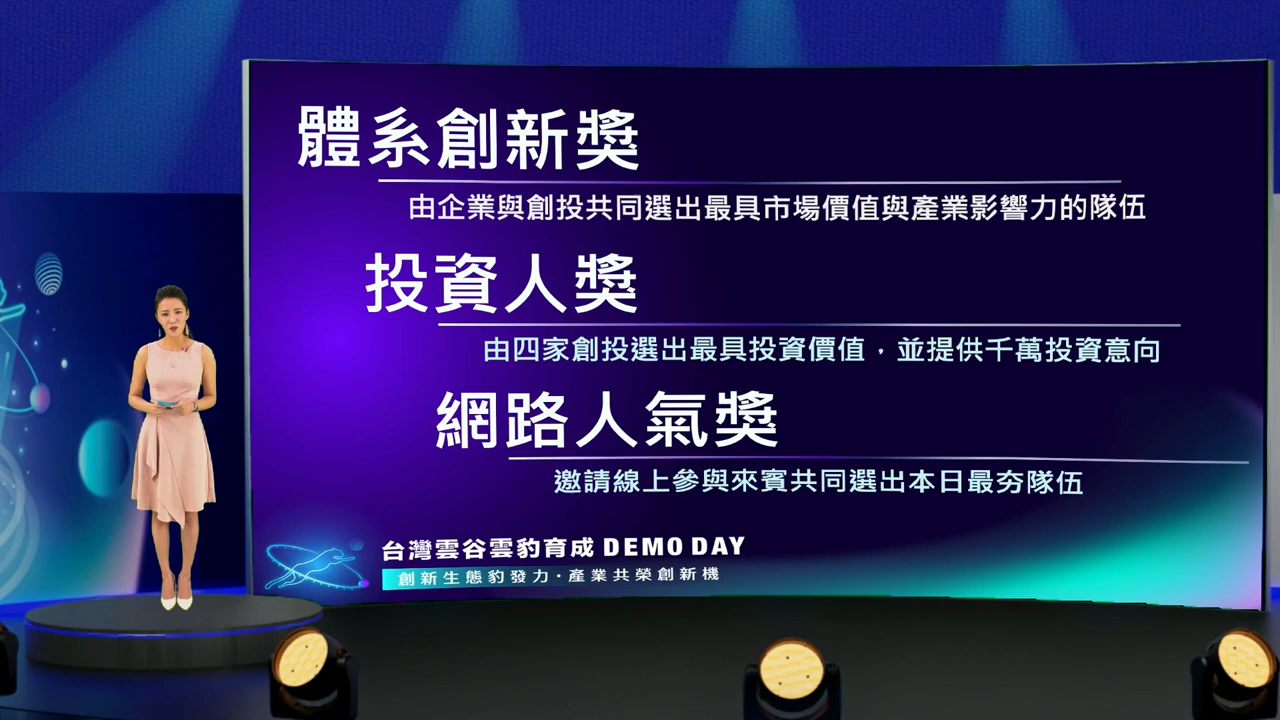 體系創新獎
由企業與創投共同選出最具市場價值與產業影響力的隊伍
投資人獎
由四家創投選出最具投資價值，並提供千萬投資意向
網路人氣獎
邀請線上參與來賓共同選出本日最夯隊伍
台灣雲谷雲豹育成 DEMO DAY
創新生態豹發力·產業共榮創新機